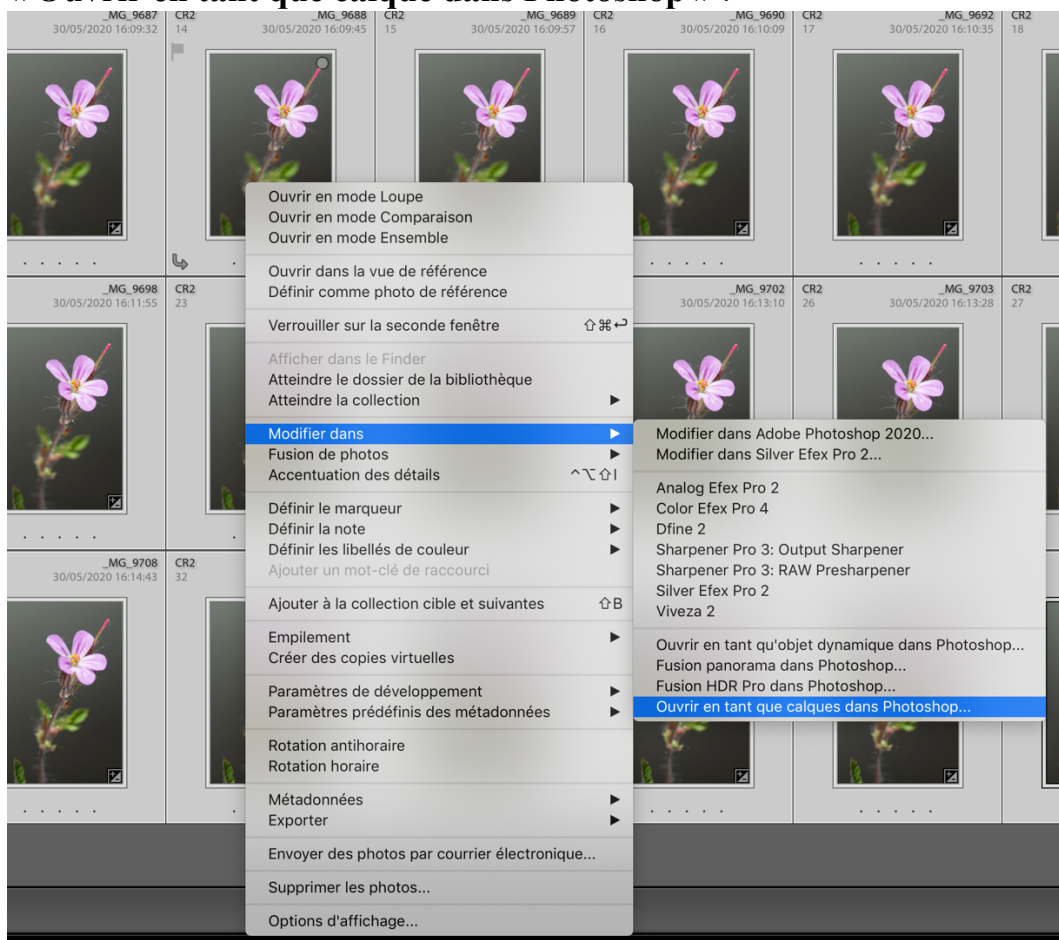 « Ouvrir en tant que calque dans Photoshop » :
_MG_9687 CR2 _MG_9688 CR2 _MG_9689 CR2 _MG_9690 CR2 _MG_9692 CR2
30/05/2020 16:09:32 14 30/05/2020 16:09:45 15 30/05/2020 16:09:57 16 30/05/2020 16:10:09 17 30/05/2020 16:10:35 18
_MG_9698 CR2 _MG_9702 CR2 _MG_9703 CR2
30/05/2020 16:11:55 23 30/05/2020 16:13:10 26 30/05/2020 16:13:28 27
_MG_9708 CR2
30/05/2020 16:14:43 32
Ouvrir en mode Loupe
Ouvrir en mode Comparaison
Ouvrir en mode Ensemble
Ouvrir dans la vue de référence
Définir comme photo de référence
Verrouiller sur la seconde fenêtre ⇧⌘↩
Afficher dans le Finder
Atteindre le dossier de la bibliothèque
Atteindre la collection
Modifier dans
Fusion de photos
Accentuation des détails ^⌥⇧I
Définir le marqueur
Définir la note
Définir les libellés de couleur
Ajouter un mot-clé de raccourci
Ajouter à la collection cible et suivantes ⇧B
Empilement
Créer des copies virtuelles
Paramètres de développement
Paramètres prédéfinis des métadonnées
Rotation antihoraire
Rotation horaire
Métadonnées
Exporter
Envoyer des photos par courrier électronique...
Supprimer les photos...
Options d'affichage...
Modifier dans Adobe Photoshop 2020...
Modifier dans Silver Efex Pro 2...
Analog Efex Pro 2
Color Efex Pro 4
Dfine 2
Sharpener Pro 3: Output Sharpener
Sharpener Pro 3: RAW Presharpener
Silver Efex Pro 2
Viveza 2
Ouvrir en tant qu'objet dynamique dans Photoshop...
Fusion panorama dans Photoshop...
Fusion HDR Pro dans Photoshop...
Ouvrir en tant que calques dans Photoshop...